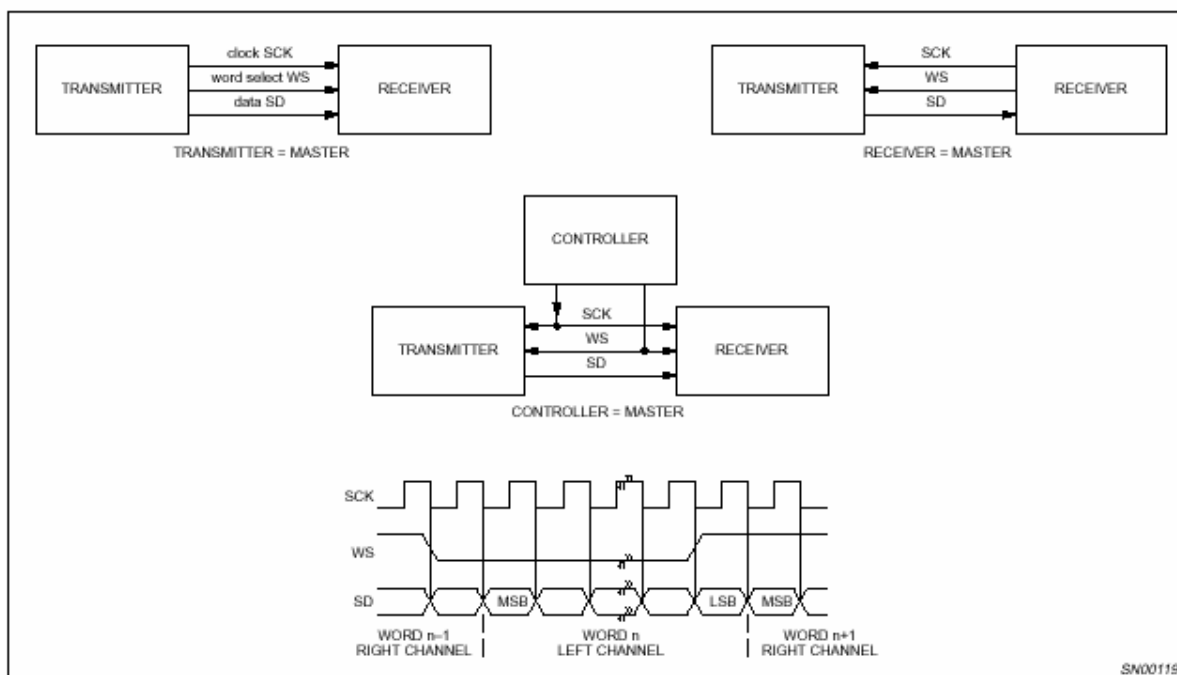 clock SCK
word select WS
data SD
TRANSMITTER
RECEIVER
TRANSMITTER = MASTER
SCK
WS
SD
TRANSMITTER
RECEIVER
RECEIVER = MASTER
CONTROLLER
SCK
WS
SD
TRANSMITTER
RECEIVER
CONTROLLER = MASTER
SCK
WS
SD
MSB
LSB
MSB
WORD n–1
RIGHT CHANNEL
WORD n
LEFT CHANNEL
WORD n+1
RIGHT CHANNEL
SN00119